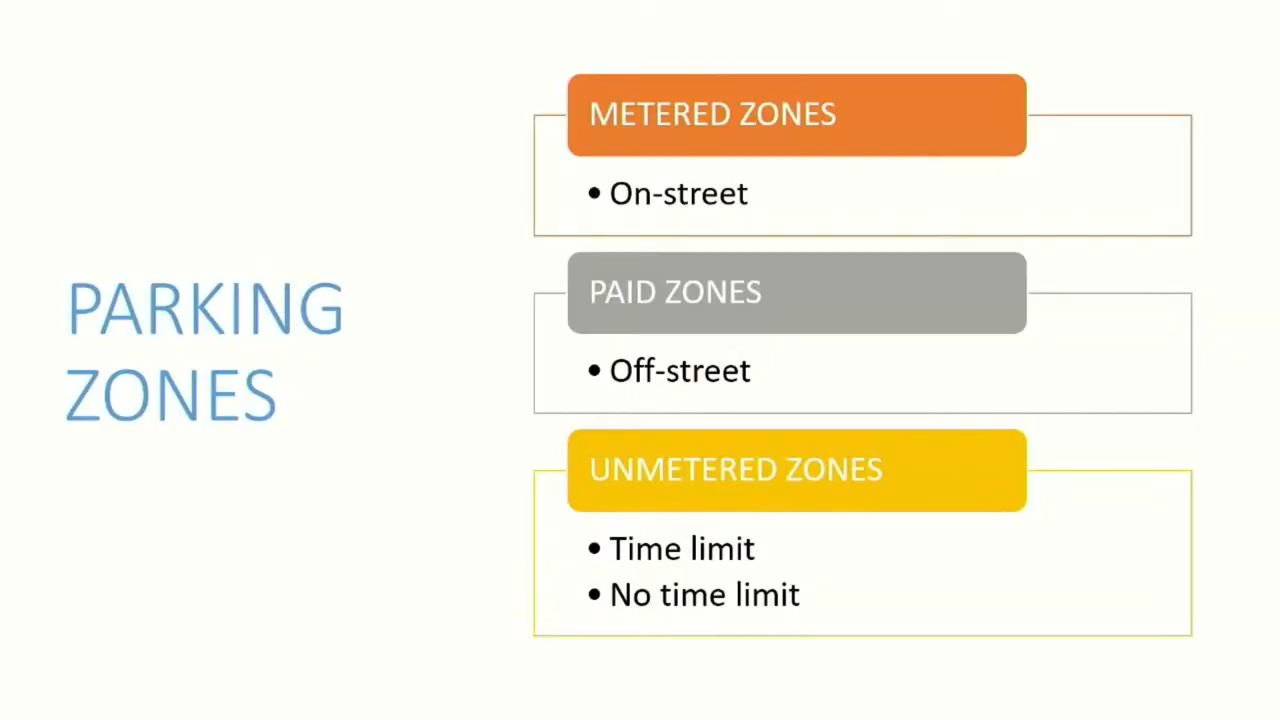 PARKING
ZONES
METERED ZONES
• On-street
PAID ZONES
• Off-street
UNMETERED ZONES
• Time limit
• No time limit